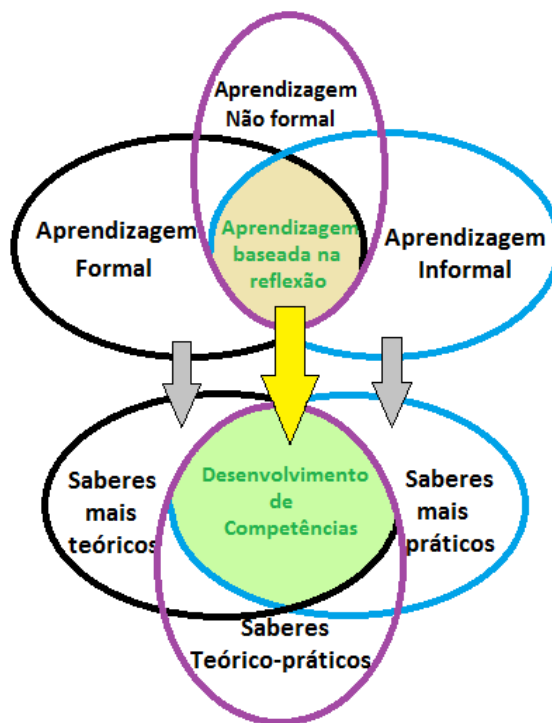 Aprendizagem
Não formal
Aprendizagem
Formal
Aprendizagem
baseada na
reflexão
Aprendizagem
Informal
Saberes
mais
teóricos
Desenvolvimento
de
Competências
Saberes
mais
práticos
Saberes
Teórico-práticos